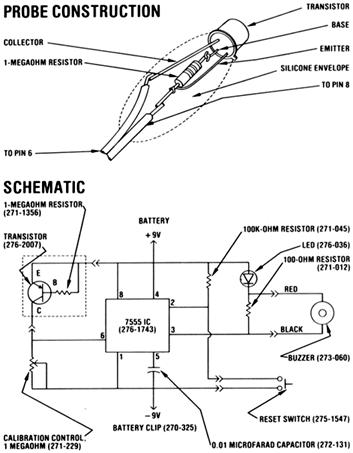 PROBE CONSTRUCTION
TRANSISTOR
BASE
COLLECTOR
EMITTER
1-MEGAOHM RESISTOR
SILICONE ENVELOPE
TO PIN 8
TO PIN 6
SCHEMATIC
1-MEGAOHM RESISTOR
(271-1356)
TRANSISTOR
(276-2007)
BATTERY
+9V
100K-OHM RESISTOR (271-045)
LED (276-036)
100-OHM RESISTOR
(271-012)
E
B
C
RED
8
4
7555 IC
(276-1743)
2
6
3
BLACK
1
5
BUZZER (273-060)
CALIBRATION CONTROL,
1 MEGAOHM (271-229)
−9V
BATTERY CLIP (270-325)
RESET SWITCH (275-1547)
0.01 MICROFARAD CAPACITOR (272-131)